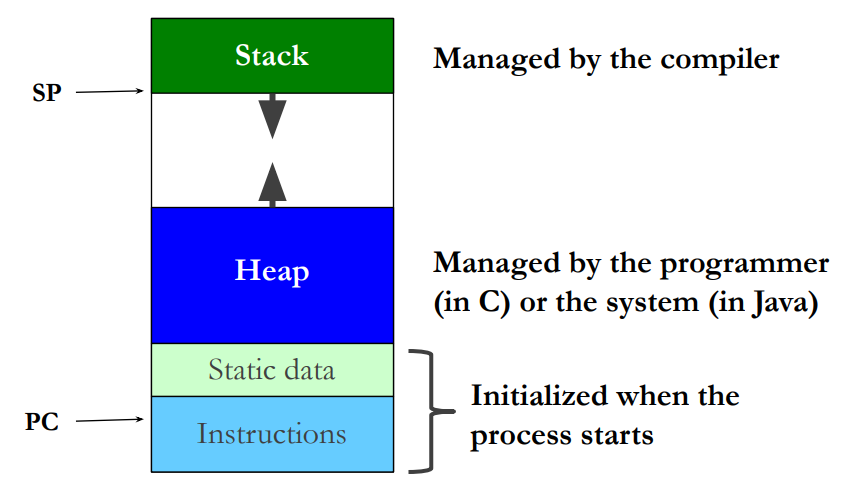 Stack
Managed by the compiler
SP
Heap
Managed by the programmer
(in C) or the system (in Java)
Static data
Initialized when the
process starts
PC
Instructions